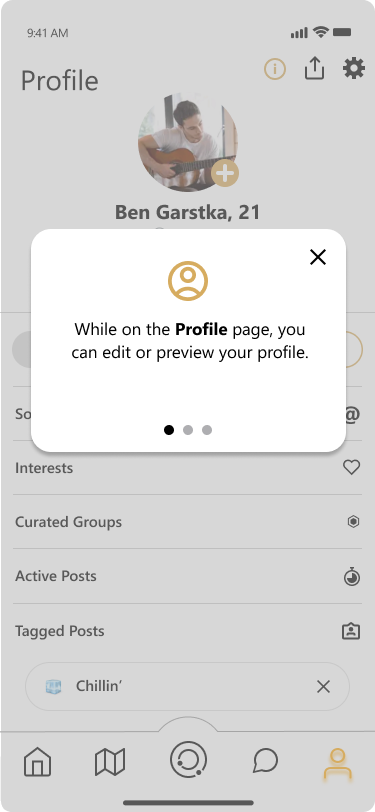 9:41 AM
Profile
Ben Garstka, 21
While on the Profile page, you
can edit or preview your profile.
So
@
Interests
Curated Groups
Active Posts
Tagged Posts
Chillin’